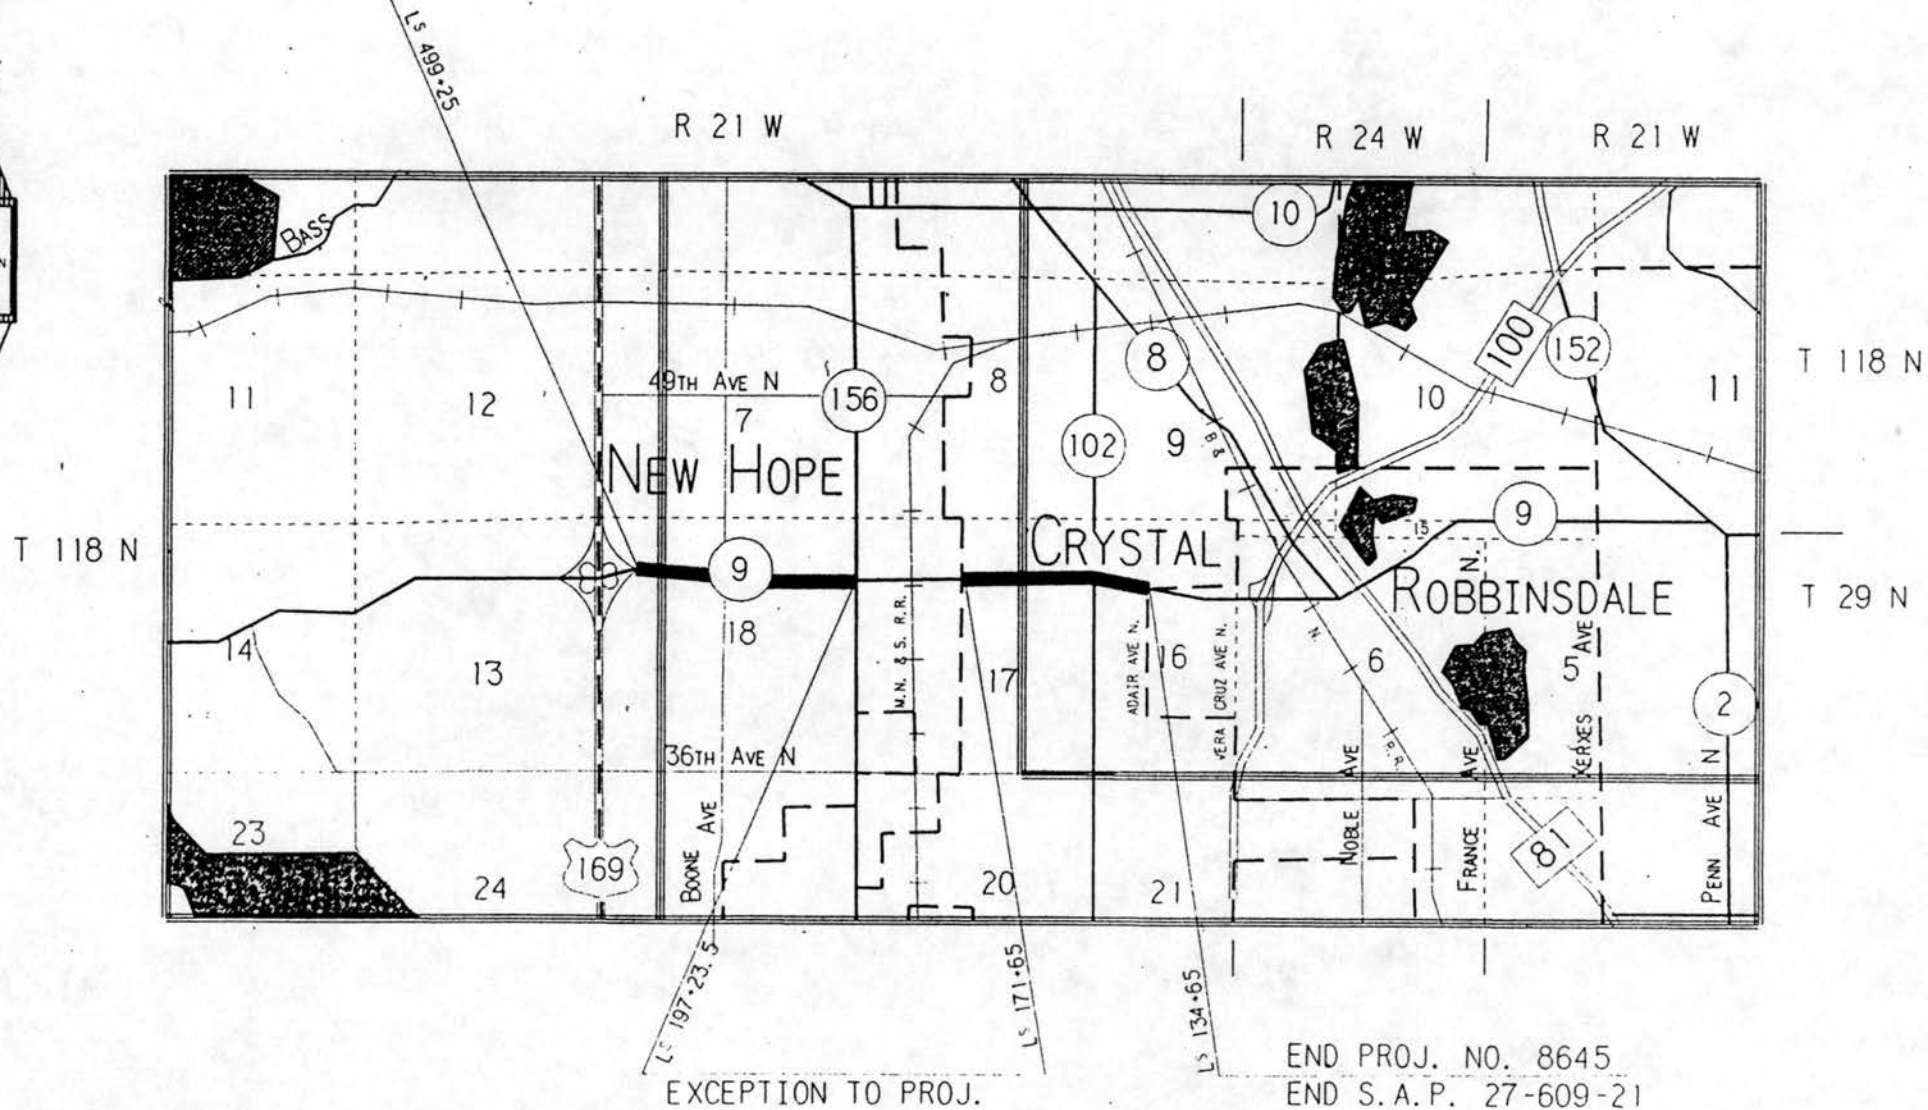 Ls 499+25
R 21 W
R 24 W
R 21 W
BASS
10
100
152
T 118 N
11
12
49TH AVE N
7
156
8
8
102
9
B &
10
11
NEW HOPE
CRYSTAL
9
15
T 118 N
9
N.
ROBBINSDALE
T 29 N
14
13
18
M.N. & S. R.R.
17
ADAIR AVE N.
16
VERA CRUZ AVE N.
N.
6
5
XERXES AVE
2
36TH AVE N
R.R.
23
24
169
BOONE AVE
20
21
NOBLE AVE
FRANCE AVE
81
PENN AVE N
Ls 197+23.5
Ls 171+65
Ls 134+65
EXCEPTION TO PROJ.
END PROJ. NO. 8645
END S.A.P. 27-609-21